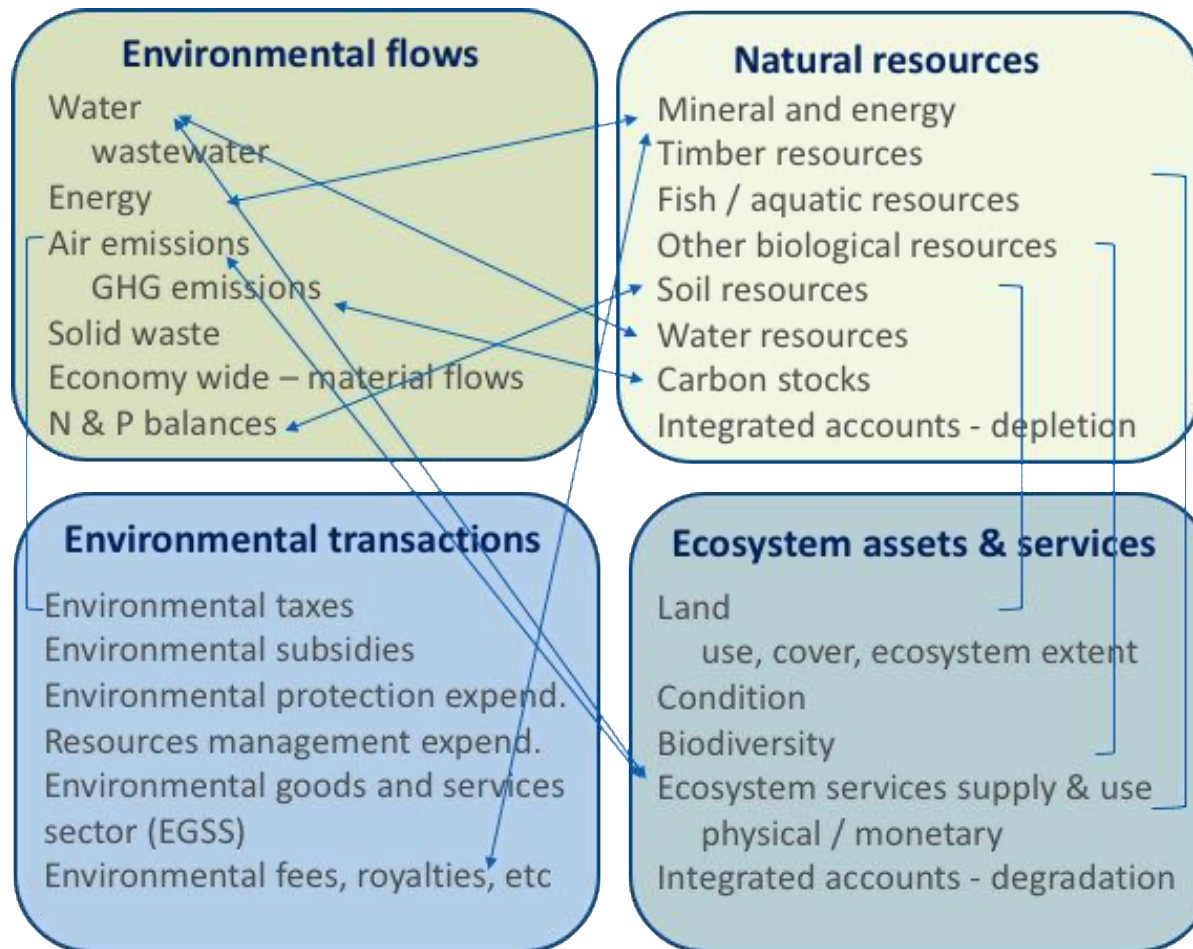 Environmental flows
Water
wastewater
Energy
Air emissions
GHG emissions
Solid waste
Economy wide – material flows
N & P balances
Natural resources
Mineral and energy
Timber resources
Fish / aquatic resources
Other biological resources
Soil resources
Water resources
Carbon stocks
Integrated accounts - depletion
Environmental transactions
Environmental taxes
Environmental subsidies
Environmental protection expend.
Resources management expend.
Environmental goods and services
sector (EGSS)
Environmental fees, royalties, etc
Ecosystem assets & services
Land
use, cover, ecosystem extent
Condition
Biodiversity
Ecosystem services supply & use
physical / monetary
Integrated accounts - degradation